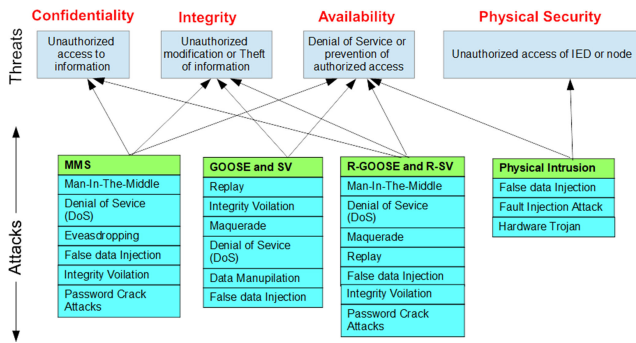 Confidentiality
Integrity
Availability
Physical Security
Threats
Unauthorized
access to
information
Unauthorized
modification or Theft
of information
Denial of Service or
prevention of
authorized access
Unauthorized access of IED or node
Attacks
MMS
Man-In-The-Middle
Denial of Sevice
(DoS)
Eveasdropping
False data Injection
Integrity Voilation
Password Crack
Attacks
GOOSE and SV
Replay
Integrity Voilation
Maquerade
Denial of Sevice
(DoS)
Data Manupilation
False data Injection
R-GOOSE and R-SV
Man-In-The-Middle
Denial of Sevice
(DoS)
Maquerade
Replay
False data Injection
Integrity Voilation
Password Crack
Attacks
Physical Intrusion
False data Injection
Fault Injection Attack
Hardware Trojan